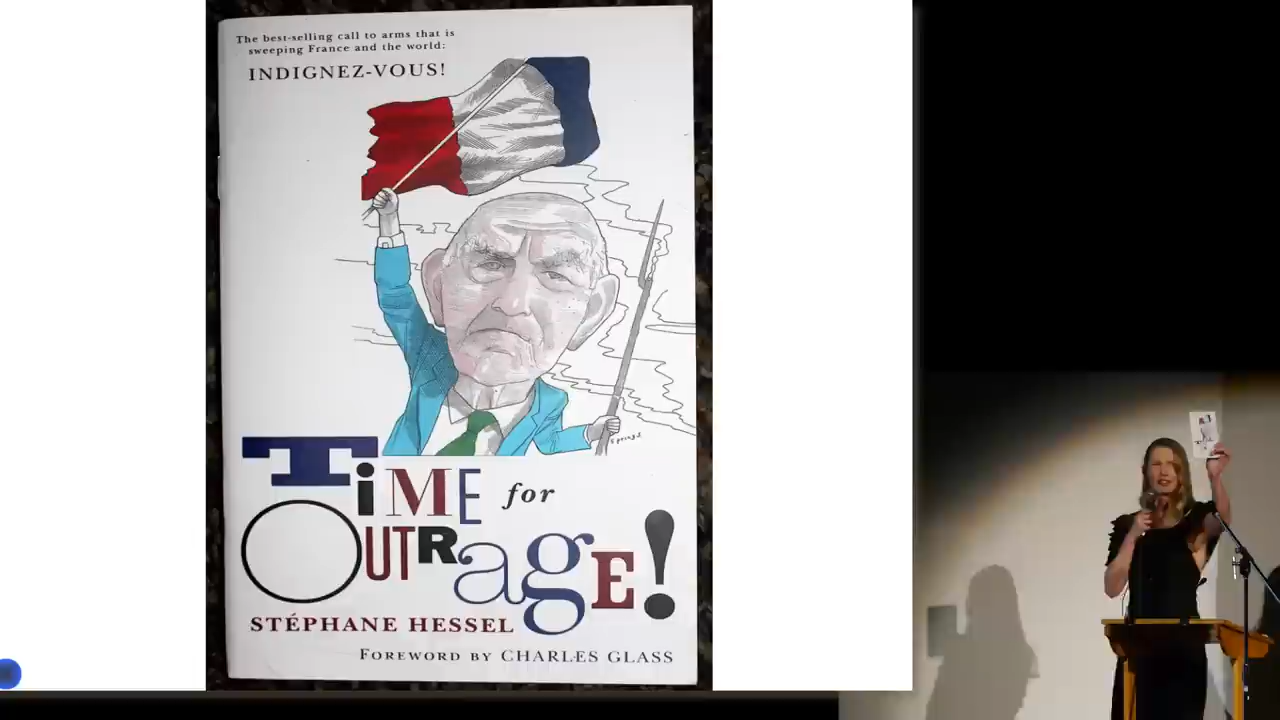 The best-selling call to arms that is
sweeping France and the world:
INDIGNEZ-VOUS!
TiME for
OUTRagE!
STÉPHANE HESSEL
FOREWORD BY CHARLES GLASS